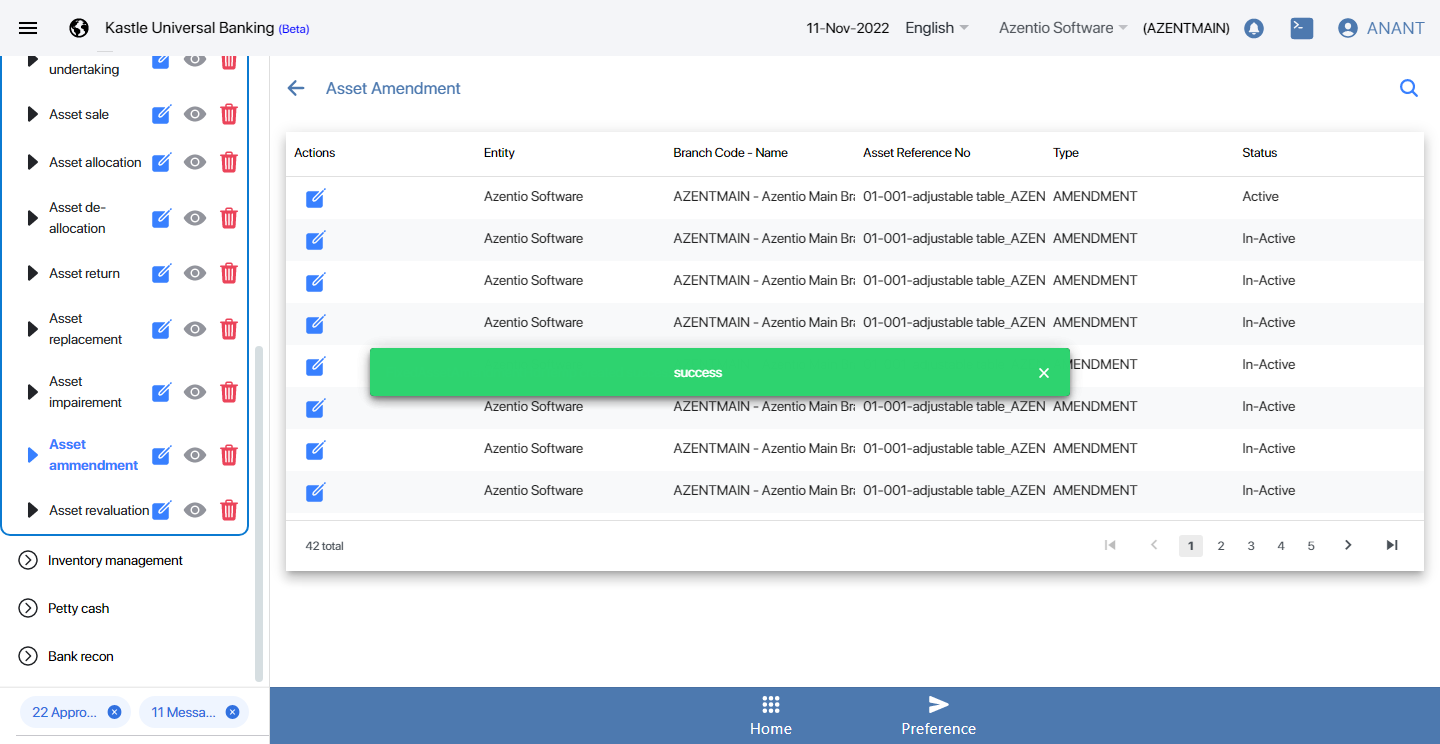 Kastle Universal Banking (Beta)
11-Nov-2022
English
Azentio Software
(AZENTMAIN)
ANANT
undertaking
Asset sale
Asset allocation
Asset de-
allocation
Asset return
Asset
replacement
Asset
impairement
Asset
ammendment
Asset revaluation
Inventory management
Petty cash
Bank recon
22 Appro...
11 Messa...
Asset Amendment
Actions Entity Branch Code - Name Asset Reference No Type Status
Azentio Software AZENTMAIN - Azentio Main Bra 01-001-adjustable table_AZEN AMENDMENT Active
Azentio Software AZENTMAIN - Azentio Main Bra 01-001-adjustable table_AZEN AMENDMENT In-Active
Azentio Software AZENTMAIN - Azentio Main Bra 01-001-adjustable table_AZEN AMENDMENT In-Active
Azentio Software AZENTMAIN - Azentio Main Bra 01-001-adjustable table_AZEN AMENDMENT In-Active
MENDMENT In-Active
success
Azentio Software AZENTMAIN - Azentio Main Bra 01-001-adjustable table_AZEN AMENDMENT In-Active
Azentio Software AZENTMAIN - Azentio Main Bra 01-001-adjustable table_AZEN AMENDMENT In-Active
Azentio Software AZENTMAIN - Azentio Main Bra 01-001-adjustable table_AZEN AMENDMENT In-Active
42 total
1 2 3 4 5
Home
Preference